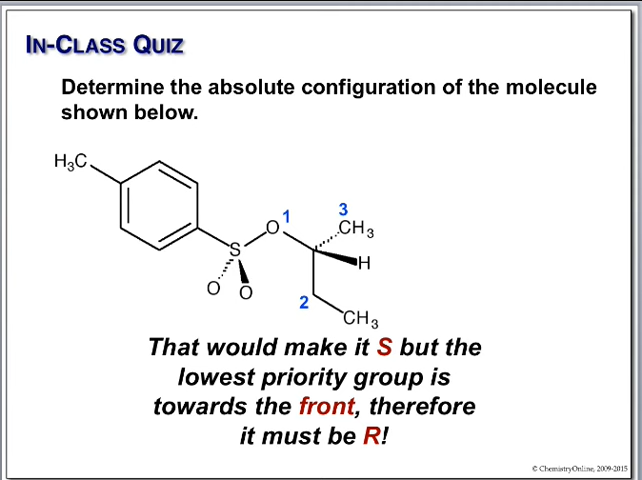 IN-CLASS QUIZ
Determine the absolute configuration of the molecule
shown below.
H3C
O 1
3
CH3
S
H
O O
2
CH3
That would make it S but the
lowest priority group is
towards the front, therefore
it must be R!
© ChemistryOnline, 2009-2015